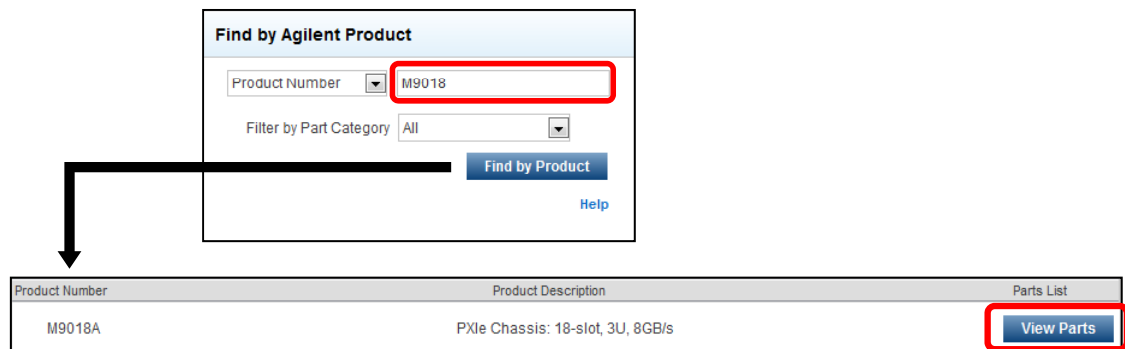 Find by Agilent Product
Product Number M9018
Filter by Part Category All
Find by Product
Help
Product Number Product Description Parts List
M9018A PXIe Chassis: 18-slot, 3U, 8GB/s View Parts